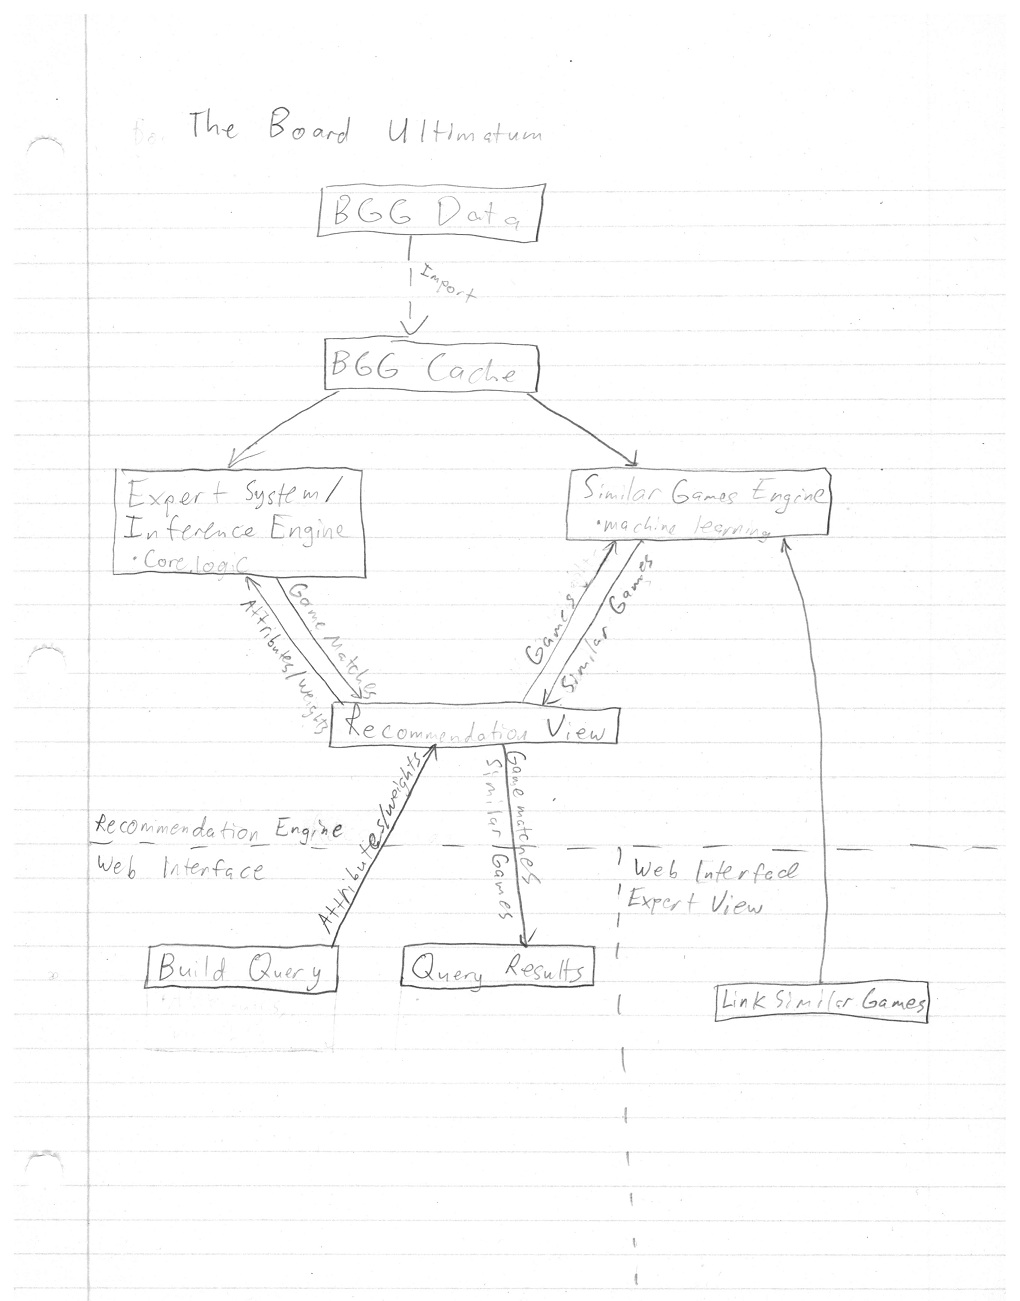 The Board Ultimatum
BGG Data
Import
BGG Cache
Expert System/
Inference Engine
• Core.logic
Similar Games Engine
• machine learning
Attributes/weights
Game Matches
Games
Similar Games
Recommendation View
Attributes/weights
Game matches
Similar/Games
Recommendation Engine
Web Interface
Web Interface
Expert View
Build Query
Query Results
Link Similar Games